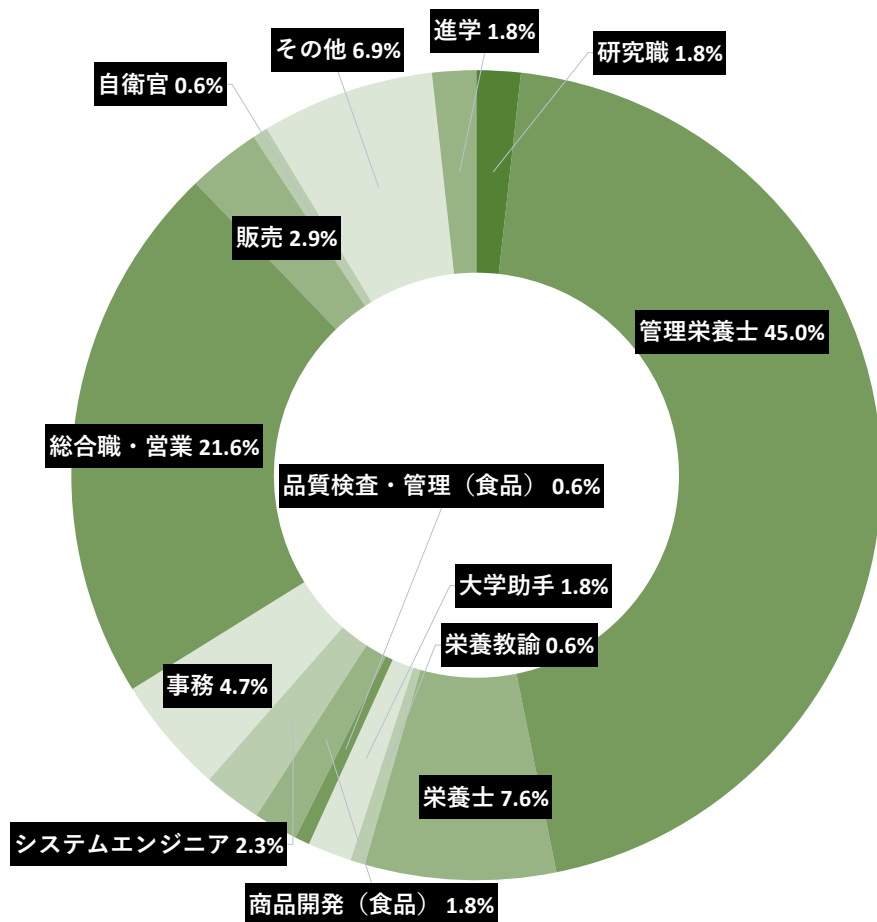 進学 1.8%
研究職 1.8%
その他 6.9%
自衛官 0.6%
販売 2.9%
管理栄養士 45.0%
総合職・営業 21.6%
品質検査・管理（食品） 0.6%
大学助手 1.8%
栄養教諭 0.6%
事務 4.7%
栄養士 7.6%
システムエンジニア 2.3%
商品開発（食品） 1.8%